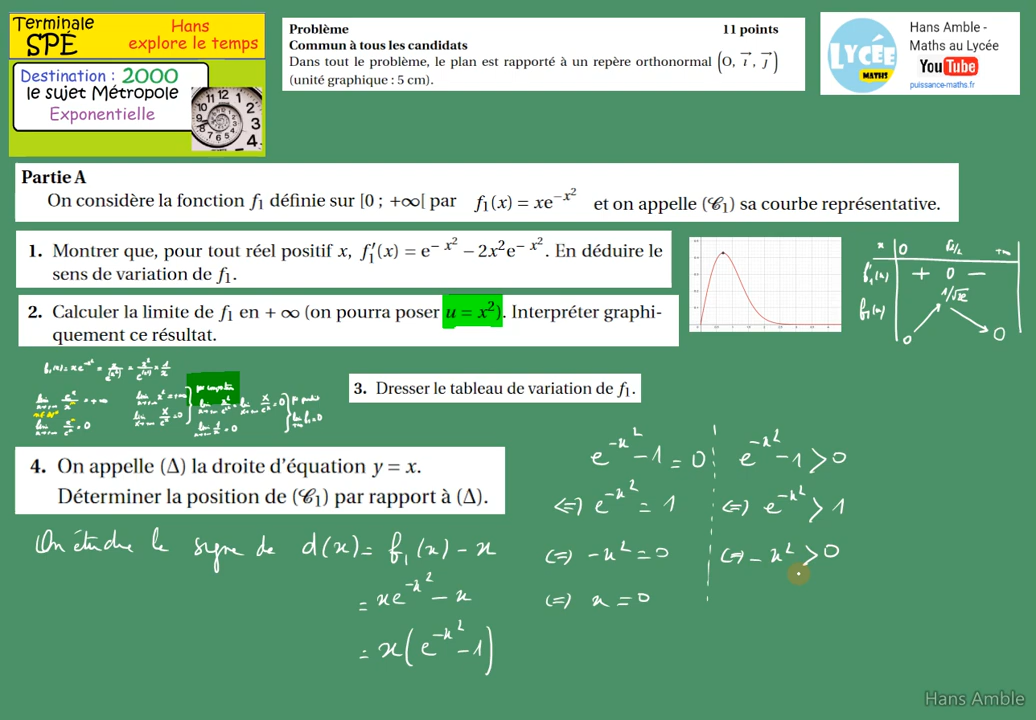 Terminale
SPÉ
Hans
explore le temps
Destination : 2000
le sujet Métropole
Exponentielle
Problème 11 points
Commun à tous les candidats
Dans tout le problème, le plan est rapporté à un repère orthonormal (O, i⃗, j⃗)
(unité graphique : 5 cm).
LYCÉE
MATHS
Hans Amble -
Maths au Lycée
YouTube
puissance-maths.fr
Partie A
On considère la fonction f₁ définie sur [0 ; +∞[ par f₁(x) = xe^{-x²} et on appelle (𝒞₁) sa courbe représentative.
1. Montrer que, pour tout réel positif x, f₁′(x) = e^{-x²} − 2x²e^{-x²}. En déduire le
sens de variation de f₁.
x 0 √2/2 +∞
f₁'(x) + 0 −
f₁(x) 0 0
2. Calculer la limite de f₁ en +∞ (on pourra poser u = x²). Interpréter graphi-
quement ce résultat.
3. Dresser le tableau de variation de f₁.
4. On appelle (Δ) la droite d'équation y = x.
Déterminer la position de (𝒞₁) par rapport à (Δ).
On étudie le signe de d(x) = f₁(x) − x
= xe^{-x²} − x
= x(e^{-x²} − 1)
e^{-x²} − 1 = 0
⇔ e^{-x²} = 1
⇔ −x² = 0
⇔ x = 0
e^{-x²} − 1 > 0
⇔ e^{-x²} > 1
⇔ −x² > 0
Hans Amble